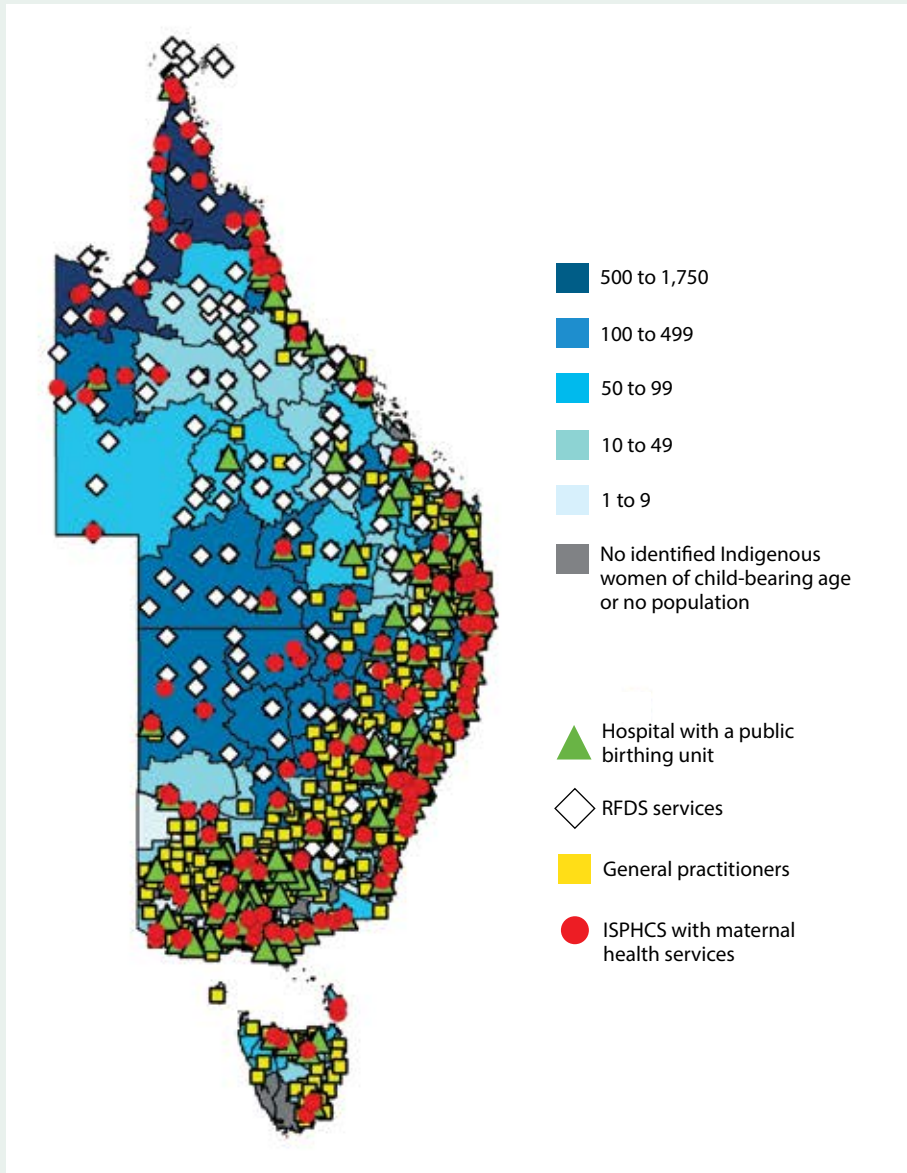 500 to 1,750
100 to 499
50 to 99
10 to 49
1 to 9
No identified Indigenous
women of child-bearing age
or no population
Hospital with a public
birthing unit
RFDS services
General practitioners
ISPHCS with maternal
health services